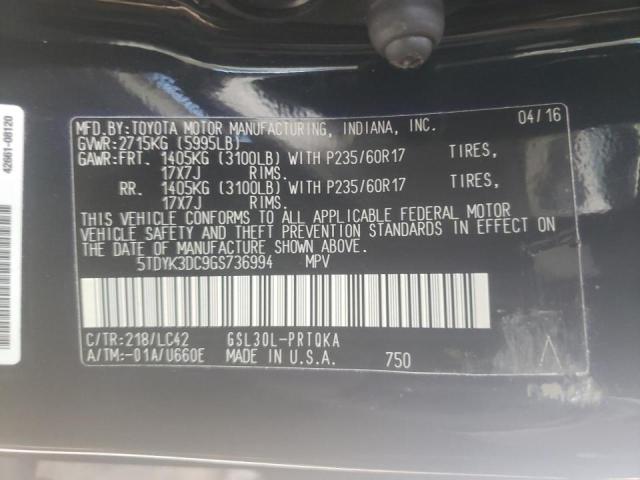 MFD.BY:TOYOTA MOTOR MANUFACTURING, INDIANA, INC. 04/16
GVWR:2715KG (5995LB)
GAWR:FRT. 1405KG (3100LB) WITH P235/60R17 TIRES,
17X7J RIMS.
RR. 1405KG (3100LB) WITH P235/60R17 TIRES,
17X7J RIMS.
THIS VEHICLE CONFORMS TO ALL APPLICABLE FEDERAL MOTOR
VEHICLE SAFETY AND THEFT PREVENTION STANDARDS IN EFFECT ON
THE DATE OF MANUFACTURE SHOWN ABOVE.
5TDYK3DC9GS736994 MPV
C/TR:218/LC42 GSL30L-PRTQKA
A/TM:-01A/U660E MADE IN U.S.A. 750
42661-08120